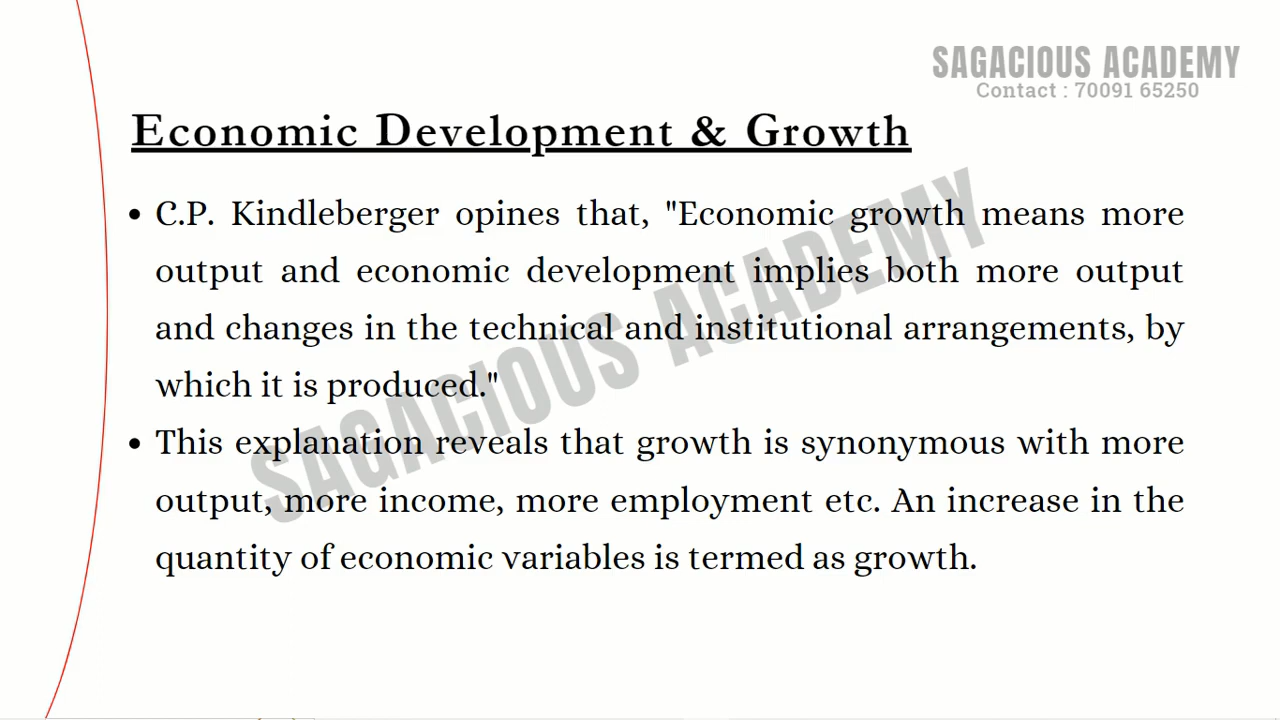 SAGACIOUS ACADEMY
Contact : 70091 65250
Economic Development & Growth
• C.P. Kindleberger opines that, "Economic growth means more
output and economic development implies both more output
and changes in the technical and institutional arrangements, by
which it is produced."
• This explanation reveals that growth is synonymous with more
output, more income, more employment etc. An increase in the
quantity of economic variables is termed as growth.
SAGACIOUS ACADEMY